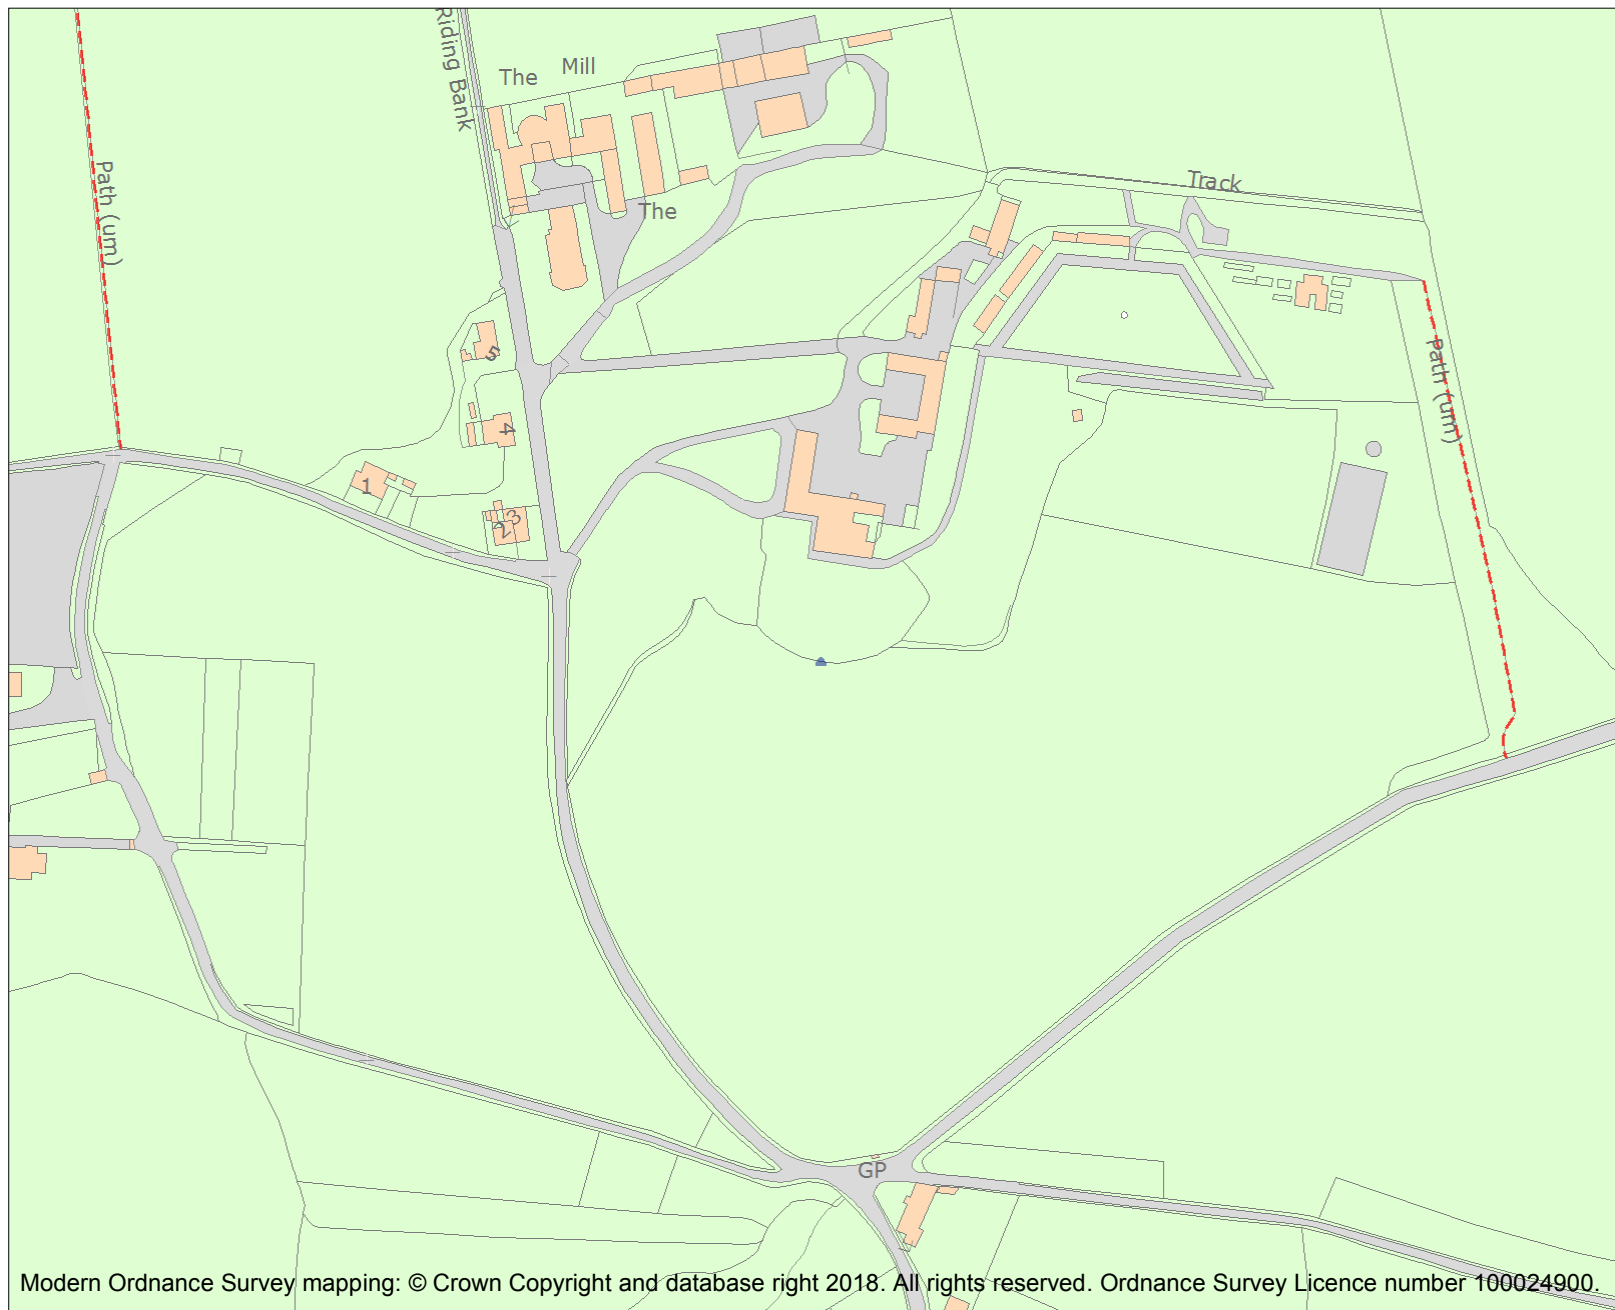 Riding Bank
The Mill
Path (um)
The
Track
5
Path (um)
4
1
3
2
GP
Modern Ordnance Survey mapping: © Crown Copyright and database right 2018. All rights reserved. Ordnance Survey Licence number 100024900.